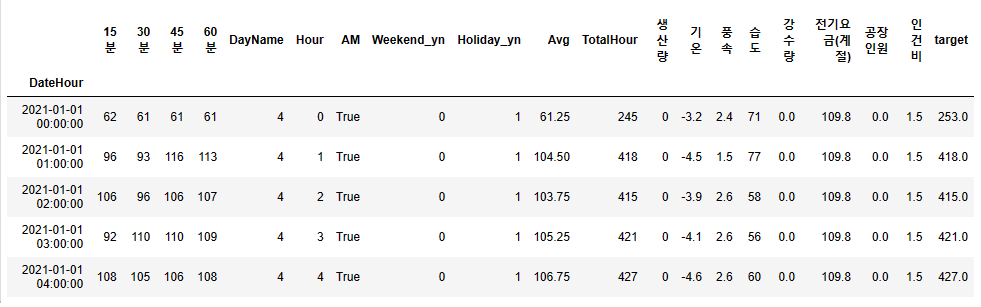 15분 30분 45분 60분 DayName Hour AM Weekend_yn Holiday_yn Avg TotalHour 생산량 기온 풍속 습도 강수량 전기요금(계절) 공장인원 인건비 target
DateHour
2021-01-01 00:00:00 62 61 61 61 4 0 True 0 1 61.25 245 0 -3.2 2.4 71 0.0 109.8 0.0 1.5 253.0
2021-01-01 01:00:00 96 93 116 113 4 1 True 0 1 104.50 418 0 -4.5 1.5 77 0.0 109.8 0.0 1.5 418.0
2021-01-01 02:00:00 106 96 106 107 4 2 True 0 1 103.75 415 0 -3.9 2.6 58 0.0 109.8 0.0 1.5 415.0
2021-01-01 03:00:00 92 110 110 109 4 3 True 0 1 105.25 421 0 -4.1 2.6 56 0.0 109.8 0.0 1.5 421.0
2021-01-01 04:00:00 108 105 106 108 4 4 True 0 1 106.75 427 0 -4.6 2.6 60 0.0 109.8 0.0 1.5 427.0